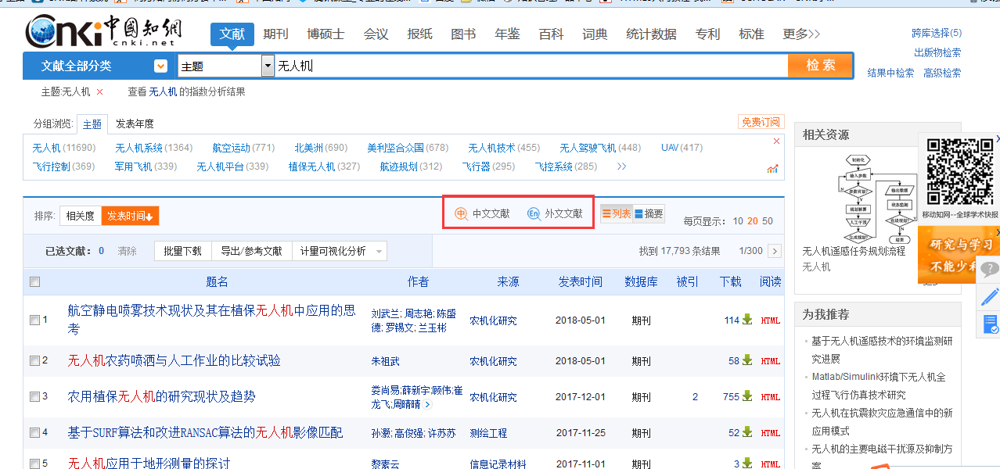 中国知网
cnki.net
文献 期刊 博硕士 会议 报纸 图书 年鉴 百科 词典 统计数据 专利 标准 更多>>
跨库选择(5)
出版物检索
结果中检索 高级检索
文献全部分类 主题 无人机 检索
主题:无人机 × 查看 无人机 的指数分析结果
分组浏览: 主题 发表年度 免费订阅
无人机(11690) 无人机系统(1364) 航空运动(771) 北美洲(690) 美利坚合众国(678) 无人机技术(455) 无人驾驶飞机(448) UAV(417)
飞行控制(369) 军用飞机(339) 无人机平台(339) 植保无人机(327) 航迹规划(312) 飞行器(295) 飞控系统(285) >>
排序: 相关度 发表时间↓ 中 中文文献 En 外文文献 列表 摘要 每页显示: 10 20 50
已选文献: 0 清除 批量下载 导出/参考文献 计量可视化分析 找到 17,793 条结果 1/300 >
题名 作者 来源 发表时间 数据库 被引 下载 阅读
1 航空静电喷雾技术现状及其在植保无人机中应用的思考 刘武兰; 周志艳; 陈盛德; 罗锡文; 兰玉彬 农机化研究 2018-05-01 期刊 114 HTML
2 无人机农药喷洒与人工作业的比较试验 朱祖武 农机化研究 2018-05-01 期刊 58 HTML
3 农用植保无人机的研究现状及趋势 娄尚易;薛新宇;顾伟;崔龙飞;周晴晴 农机化研究 2017-12-01 期刊 2 755 HTML
4 基于SURF算法和改进RANSAC算法的无人机影像匹配 孙灏; 高俊强; 许苏苏 测绘工程 2017-11-25 期刊 52 HTML
5 无人机应用于地形测量的探讨 黎素云 信息记录材料 2017-11-01 期刊 3 HTML
相关资源
初始化
输入参数
无人机遥感任务规划流程
无人机
移动知网--全球学术快报
研究与学习
不能少
为我推荐
基于无人机遥感技术的环境监测研
究进展
Matlab/Simulink环境下无人机全
过程飞行仿真技术研究
无人机在抗震救灾应急通信中的新
应用模式
无人机的主要电磁干扰源及抑制方
案